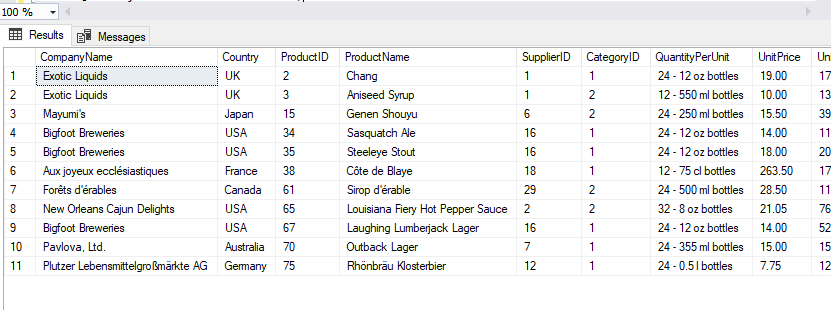 100 %
Results Messages
CompanyName Country ProductID ProductName SupplierID CategoryID QuantityPerUnit UnitPrice Un
1 Exotic Liquids UK 2 Chang 1 1 24 - 12 oz bottles 19.00 17
2 Exotic Liquids UK 3 Aniseed Syrup 1 2 12 - 550 ml bottles 10.00 13
3 Mayumi's Japan 15 Genen Shouyu 6 2 24 - 250 ml bottles 15.50 39
4 Bigfoot Breweries USA 34 Sasquatch Ale 16 1 24 - 12 oz bottles 14.00 11
5 Bigfoot Breweries USA 35 Steeleye Stout 16 1 24 - 12 oz bottles 18.00 20
6 Aux joyeux ecclésiastiques France 38 Côte de Blaye 18 1 12 - 75 cl bottles 263.50 17
7 Forêts d'érables Canada 61 Sirop d'érable 29 2 24 - 500 ml bottles 28.50 11
8 New Orleans Cajun Delights USA 65 Louisiana Fiery Hot Pepper Sauce 2 2 32 - 8 oz bottles 21.05 76
9 Bigfoot Breweries USA 67 Laughing Lumberjack Lager 16 1 24 - 12 oz bottles 14.00 52
10 Pavlova, Ltd. Australia 70 Outback Lager 7 1 24 - 355 ml bottles 15.00 15
11 Plutzer Lebensmittelgroßmärkte AG Germany 75 Rhönbräu Klosterbier 12 1 24 - 0.5 l bottles 7.75 12